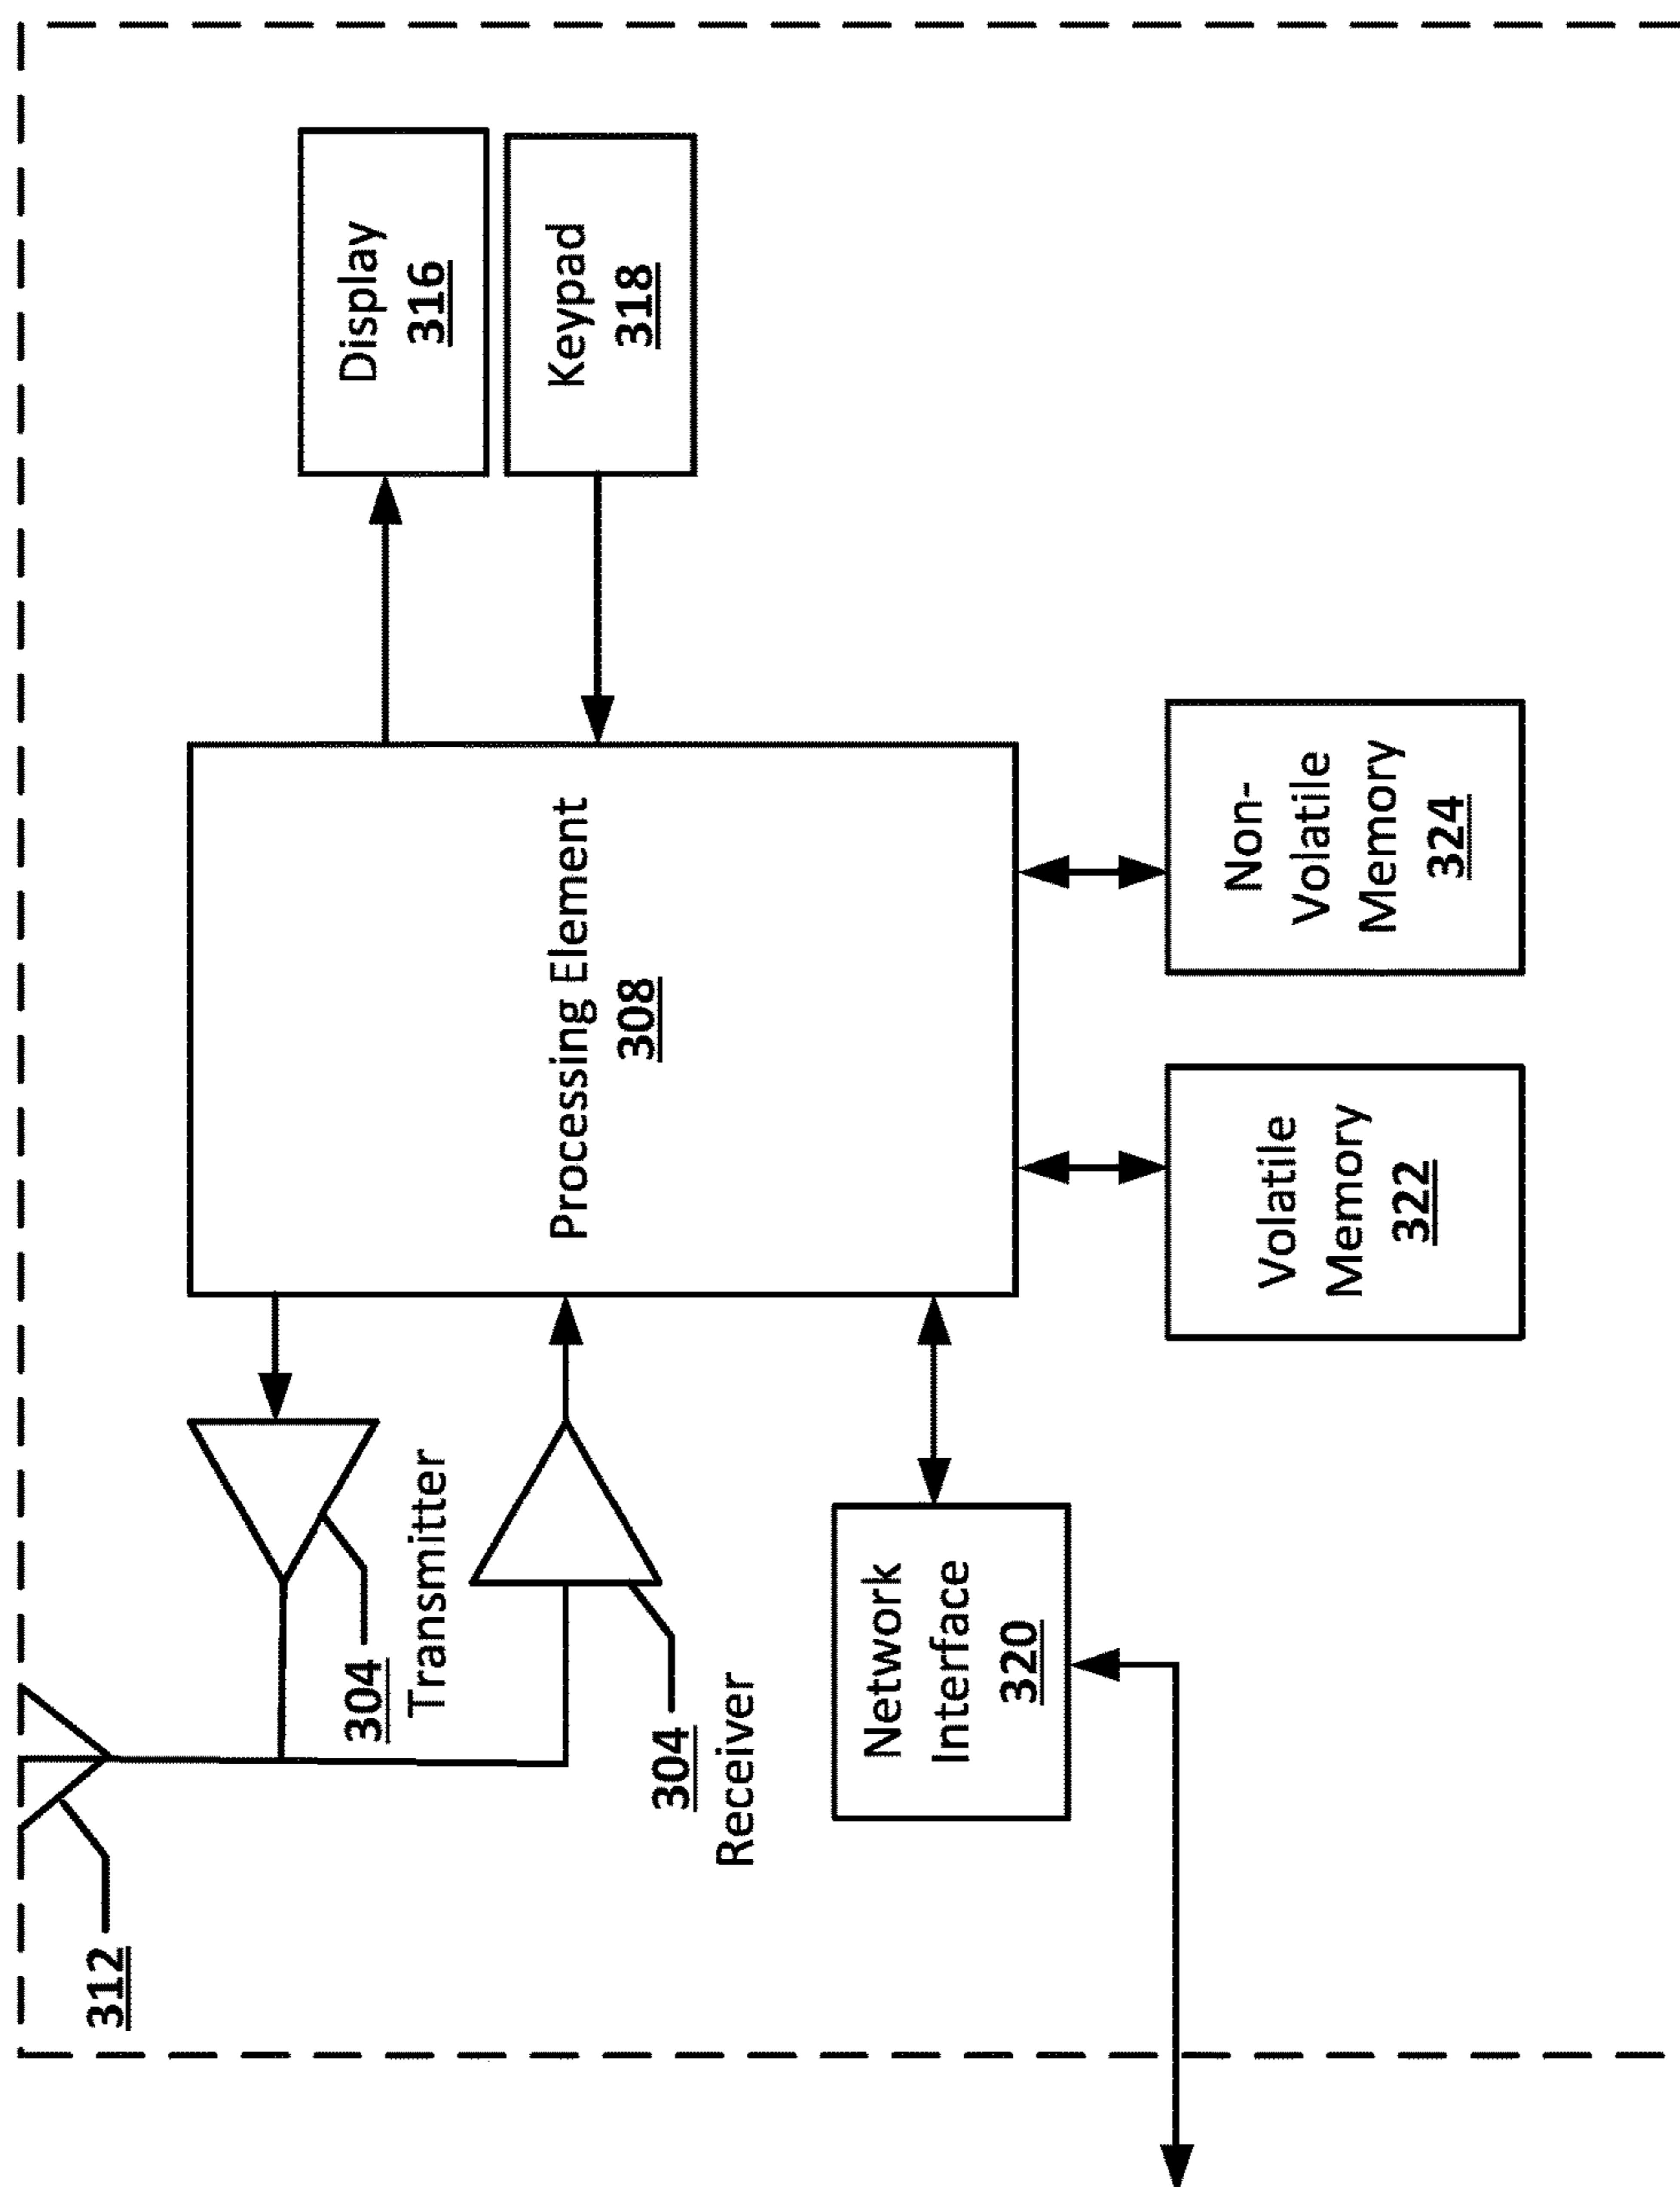 312
304
Transmitter
304
Receiver
Processing Element
308
Display
316
Keypad
318
Network
Interface
320
Volatile
Memory
322
Non-
Volatile
Memory
324